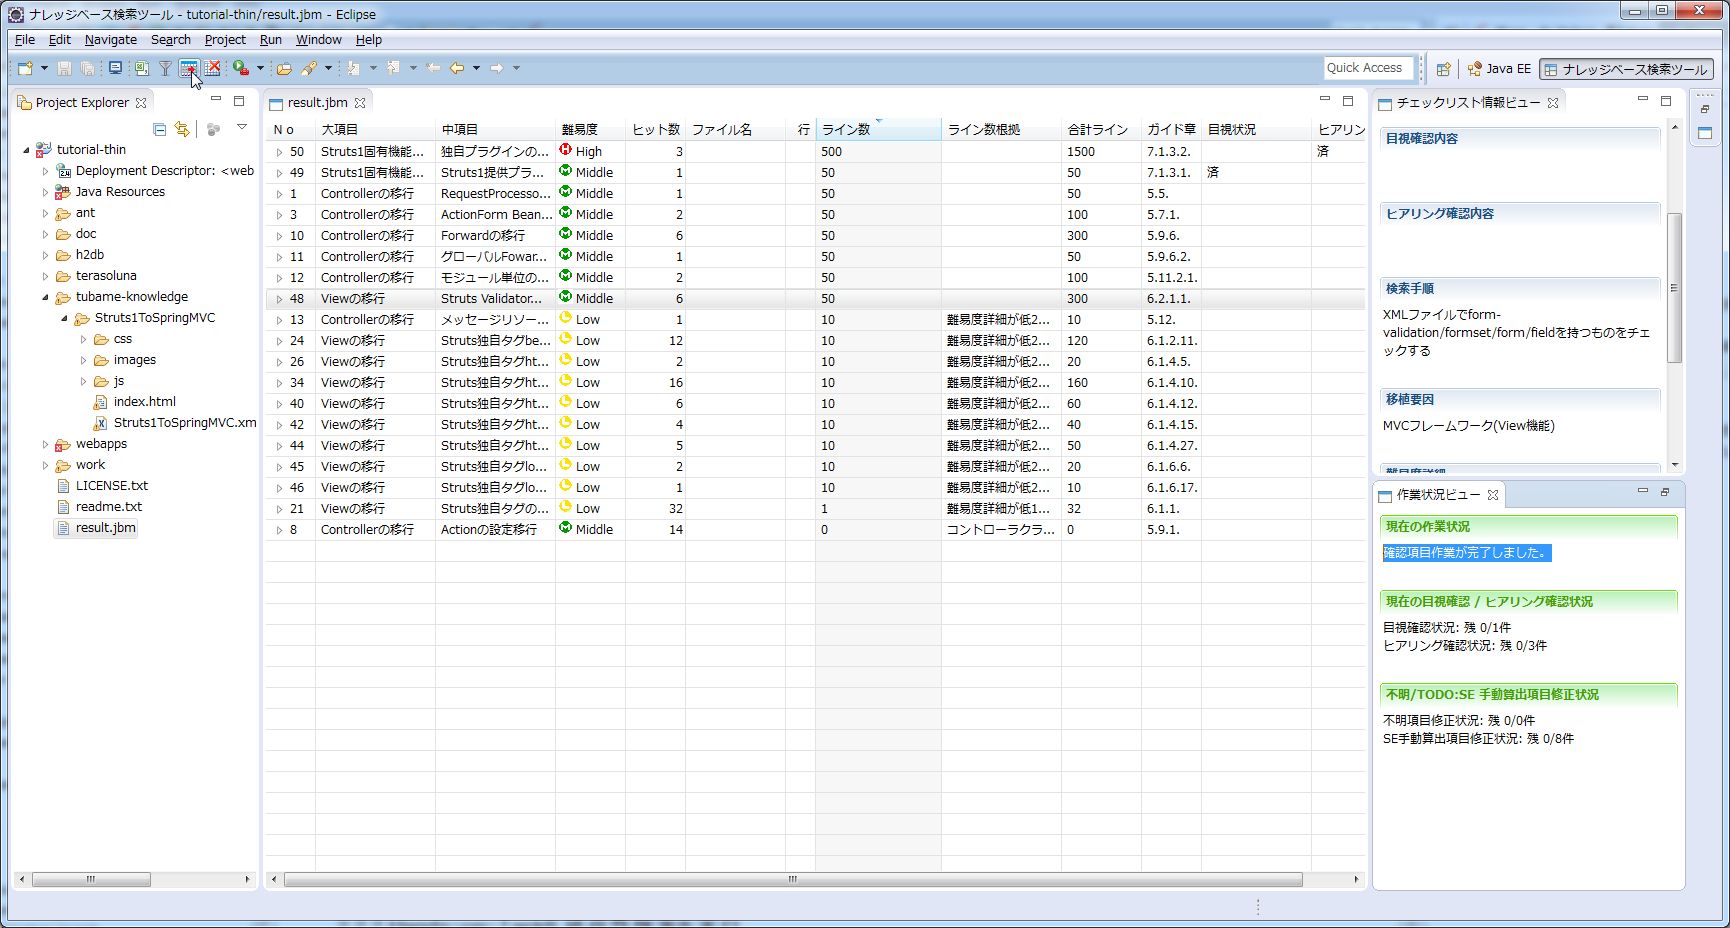 ナレッジベース検索ツール - tutorial-thin/result.jbm - Eclipse
File Edit Navigate Search Project Run Window Help
Quick Access
Java EE
ナレッジベース検索ツール
Project Explorer
tutorial-thin
Deployment Descriptor: <web
Java Resources
ant
doc
h2db
terasoluna
tubame-knowledge
Struts1ToSpringMVC
css
images
js
index.html
Struts1ToSpringMVC.xm
webapps
work
LICENSE.txt
readme.txt
result.jbm
result.jbm
No 大項目 中項目 難易度 ヒット数 ファイル名 行 ライン数 ライン数根拠 合計ライン ガイド章 目視状況 ヒアリン
50 Struts1固有機能... 独自プラグインの... High 3 500 1500 7.1.3.2. 済
49 Struts1固有機能... Struts1提供プラ... Middle 1 50 50 7.1.3.1. 済
1 Controllerの移行 RequestProcesso... Middle 1 50 50 5.5.
3 Controllerの移行 ActionForm Bean... Middle 2 50 100 5.7.1.
10 Controllerの移行 Forwardの移行 Middle 6 50 300 5.9.6.
11 Controllerの移行 グローバルFowar... Middle 1 50 50 5.9.6.2.
12 Controllerの移行 モジュール単位の... Middle 2 50 100 5.11.2.1.
48 Viewの移行 Struts Validator... Middle 6 50 300 6.2.1.1.
13 Controllerの移行 メッセージリソー... Low 1 10 難易度詳細が低2... 10 5.12.
24 Viewの移行 Struts独自タグbe... Low 12 10 難易度詳細が低2... 120 6.1.2.11.
26 Viewの移行 Struts独自タグht... Low 2 10 難易度詳細が低2... 20 6.1.4.5.
34 Viewの移行 Struts独自タグht... Low 16 10 難易度詳細が低2... 160 6.1.4.10.
40 Viewの移行 Struts独自タグht... Low 6 10 難易度詳細が低2... 60 6.1.4.12.
42 Viewの移行 Struts独自タグht... Low 4 10 難易度詳細が低2... 40 6.1.4.15.
44 Viewの移行 Struts独自タグht... Low 5 10 難易度詳細が低2... 50 6.1.4.27.
45 Viewの移行 Struts独自タグlo... Low 2 10 難易度詳細が低2... 20 6.1.6.6.
46 Viewの移行 Struts独自タグlo... Low 1 10 難易度詳細が低2... 10 6.1.6.17.
21 Viewの移行 Struts独自タグの... Low 32 1 難易度詳細が低1... 32 6.1.1.
8 Controllerの移行 Actionの設定移行 Middle 14 0 コントローラクラ... 0 5.9.1.
チェックリスト情報ビュー
目視確認内容
ヒアリング確認内容
検索手順
XMLファイルでform-
validation/formset/form/fieldを持つものをチェ
ックする
移植要因
MVCフレームワーク(View機能)
難易度詳細
作業状況ビュー
現在の作業状況
確認項目作業が完了しました。
現在の目視確認 / ヒアリング確認状況
目視確認状況: 残 0/1件
ヒアリング確認状況: 残 0/3件
不明/TODO:SE 手動算出項目修正状況
不明項目修正状況: 残 0/0件
SE手動算出項目修正状況: 残 0/8件